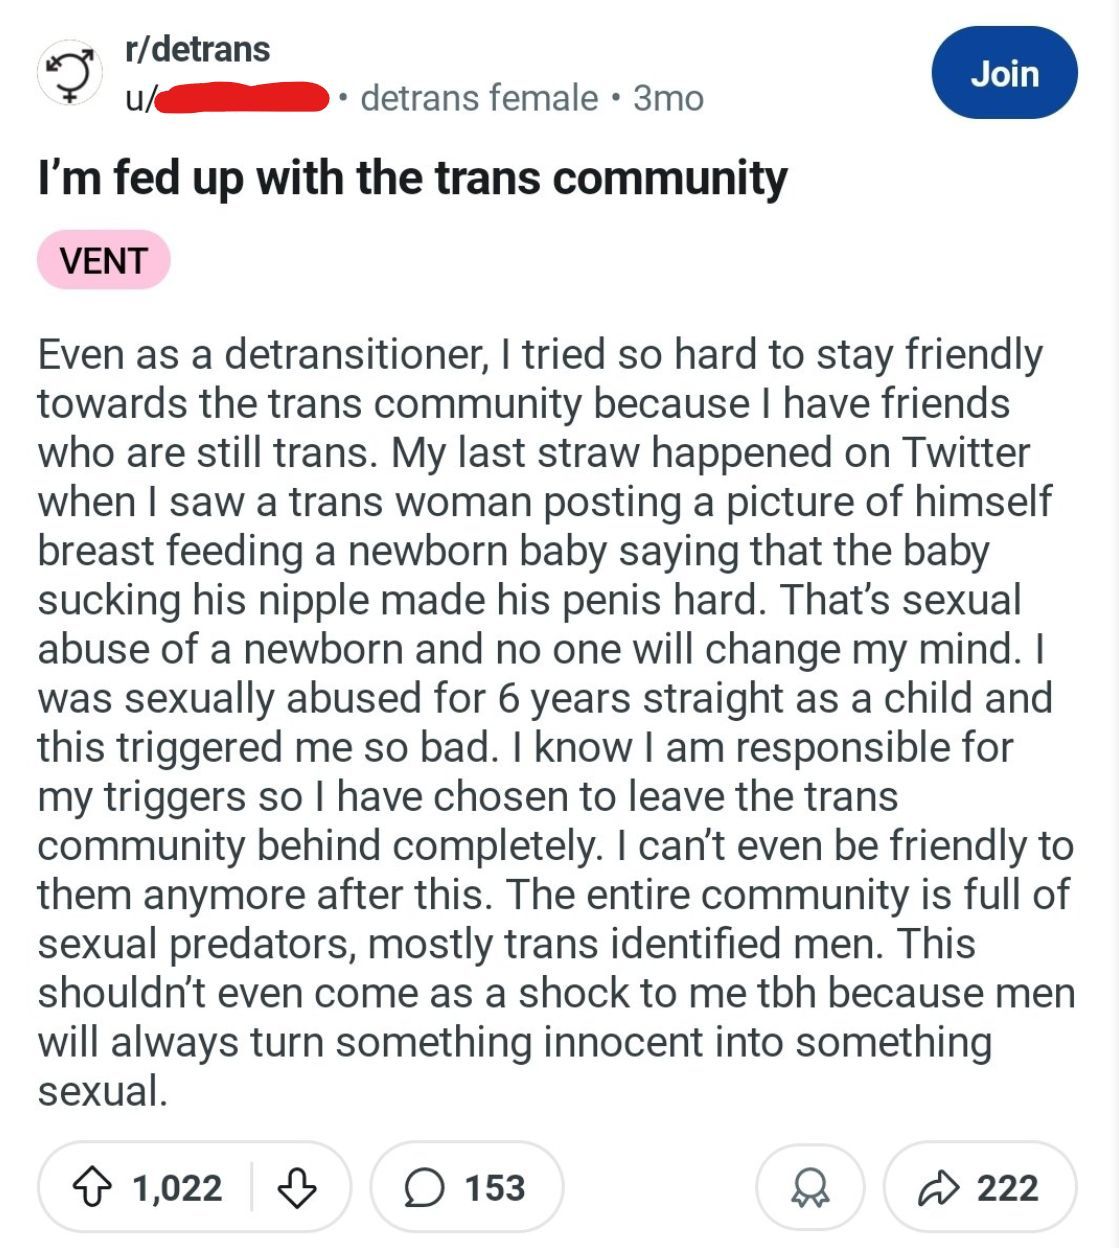 r/detrans
u/ • detrans female • 3mo
Join
I'm fed up with the trans community
VENT
Even as a detransitioner, I tried so hard to stay friendly
towards the trans community because I have friends
who are still trans. My last straw happened on Twitter
when I saw a trans woman posting a picture of himself
breast feeding a newborn baby saying that the baby
sucking his nipple made his penis hard. That's sexual
abuse of a newborn and no one will change my mind. I
was sexually abused for 6 years straight as a child and
this triggered me so bad. I know I am responsible for
my triggers so I have chosen to leave the trans
community behind completely. I can't even be friendly to
them anymore after this. The entire community is full of
sexual predators, mostly trans identified men. This
shouldn't even come as a shock to me tbh because men
will always turn something innocent into something
sexual.
1,022 153 222